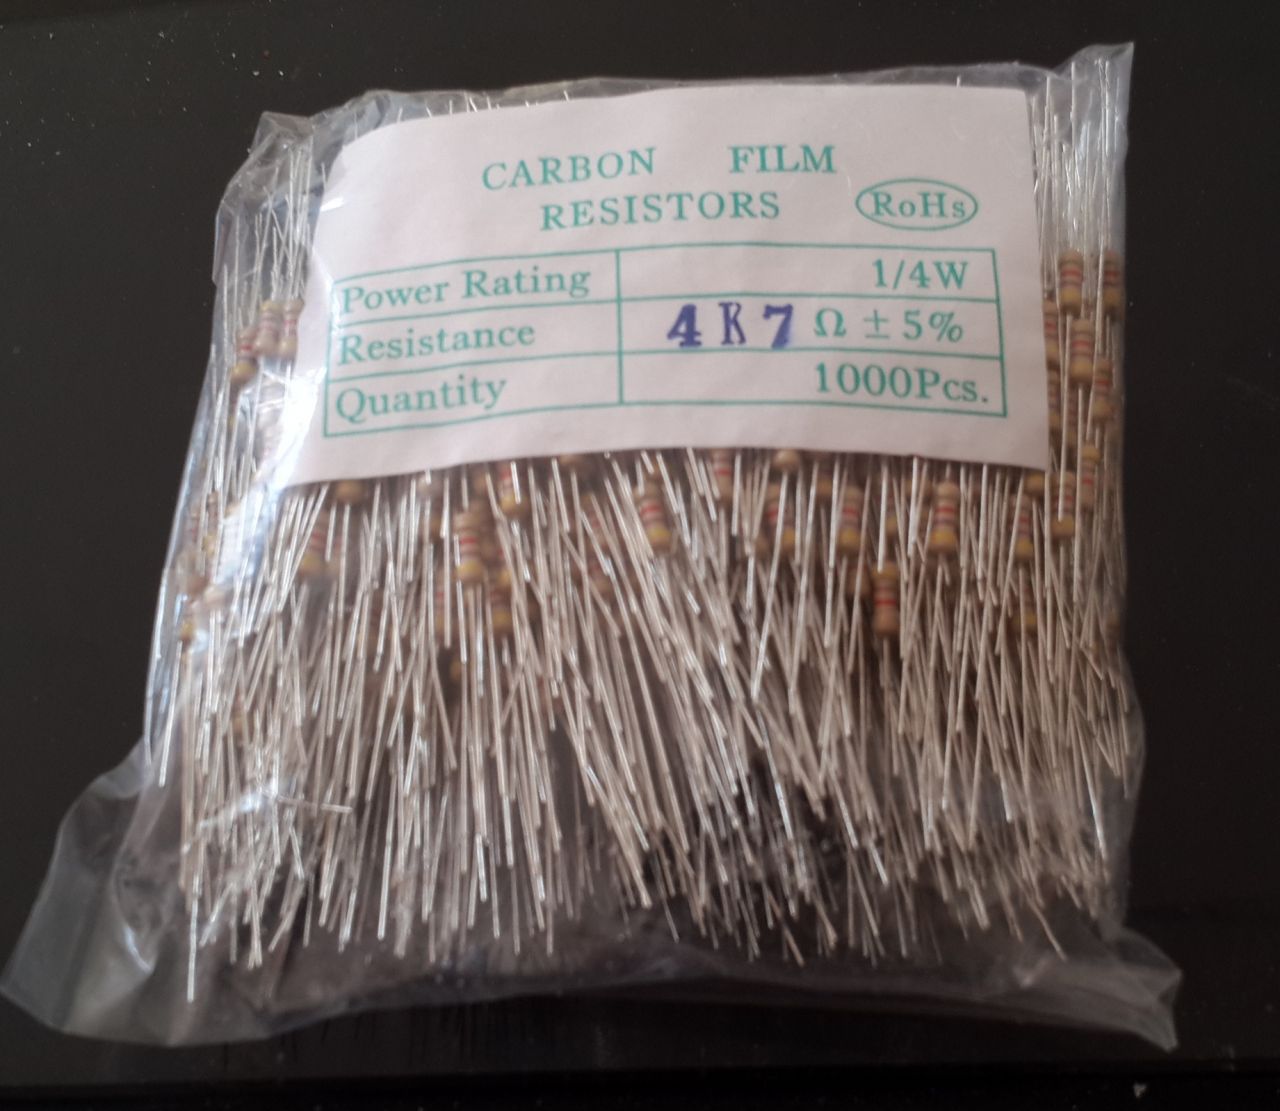 CARBON FILM
RESISTORS RoHs
Power Rating 1/4W
Resistance 4K7 Ω ± 5%
Quantity 1000Pcs.